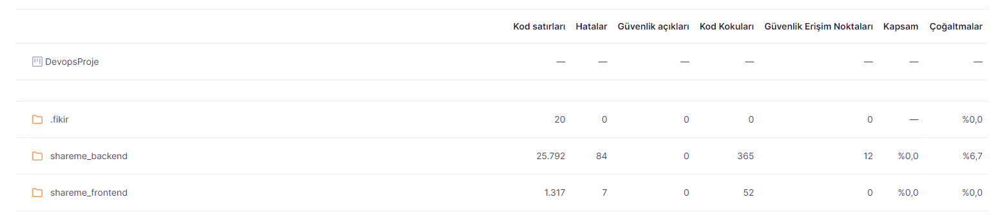 Kod satırları Hatalar Güvenlik açıkları Kod Kokuları Güvenlik Erişim Noktaları Kapsam Çoğaltmalar
DevopsProje — — — — — — —
.fikir 20 0 0 0 0 — %0,0
shareme_backend 25.792 84 0 365 12 %0,0 %6,7
shareme_frontend 1.317 7 0 52 0 %0,0 %0,0